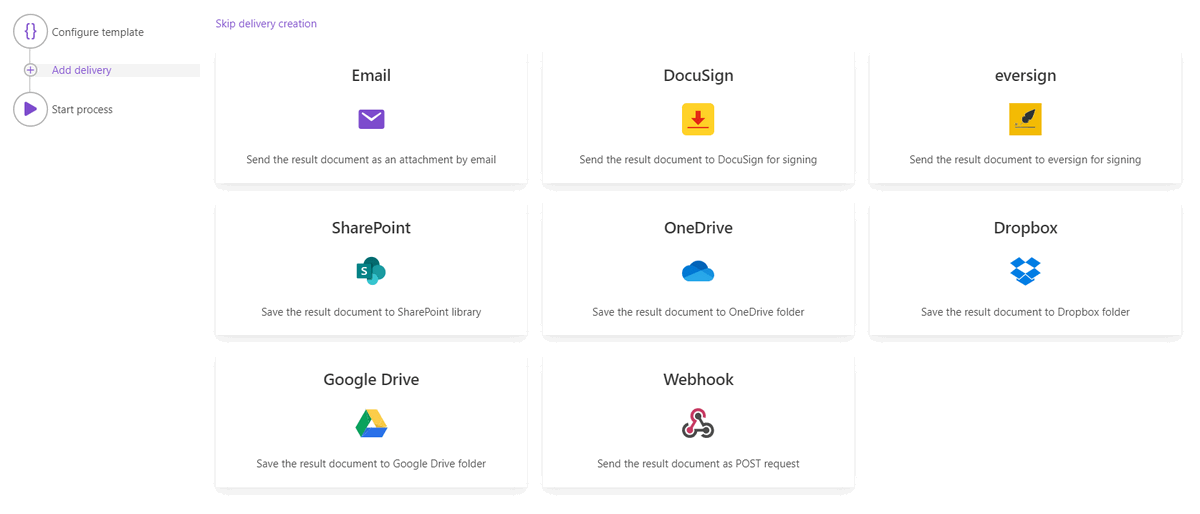 {}
Configure template
Add delivery
Start process
Skip delivery creation
Email
Send the result document as an attachment by email
DocuSign
Send the result document to DocuSign for signing
eversign
Send the result document to eversign for signing
SharePoint
S
Save the result document to SharePoint library
OneDrive
Save the result document to OneDrive folder
Dropbox
Save the result document to Dropbox folder
Google Drive
Save the result document to Google Drive folder
Webhook
Send the result document as POST request